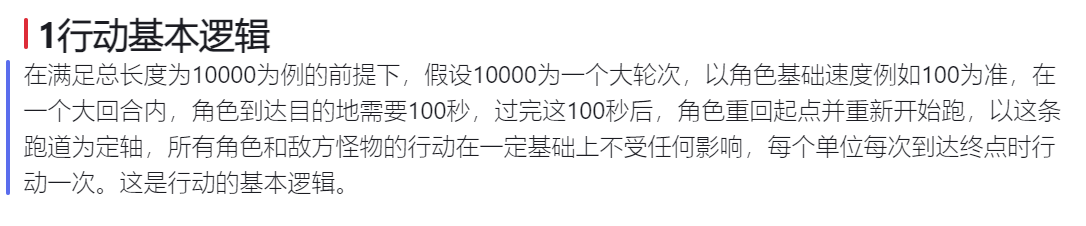 1行动基本逻辑
在满足总长度为10000为例的前提下，假设10000为一个大轮次，以角色基础速度例如100为准，在
一个大回合内，角色到达目的地需要100秒，过完这100秒后，角色重回起点并重新开始跑，以这条
跑道为定轴，所有角色和敌方怪物的行动在一定基础上不受任何影响，每个单位每次到达终点时行
动一次。这是行动的基本逻辑。